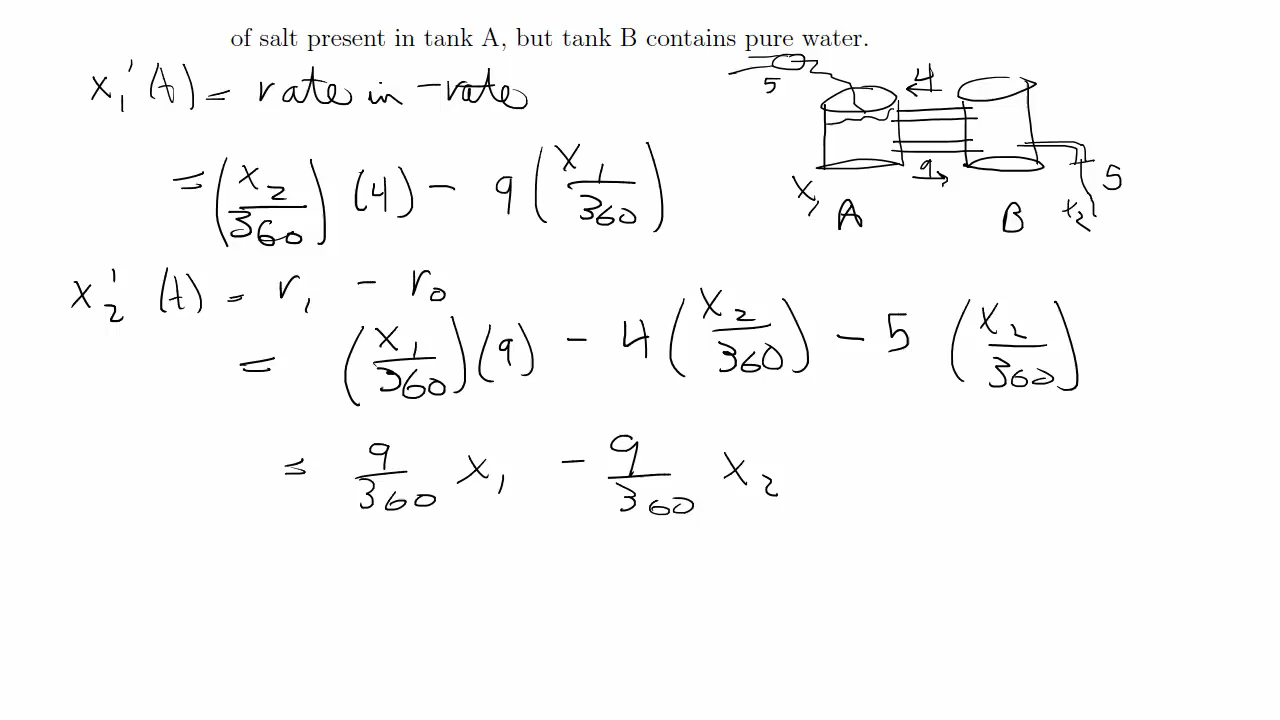 of salt present in tank A, but tank B contains pure water.
x₁'(t) = rate in - rate
= (x₂/360)(4) - 9(x₁/360)
x₂'(t) = r₁ - r₀
= (x₁/360)(9) - 4(x₂/360) - 5(x₂/360)
= 9/360 x₁ - 9/360 x₂
5
4
9
5
x₁
A
B
x₂